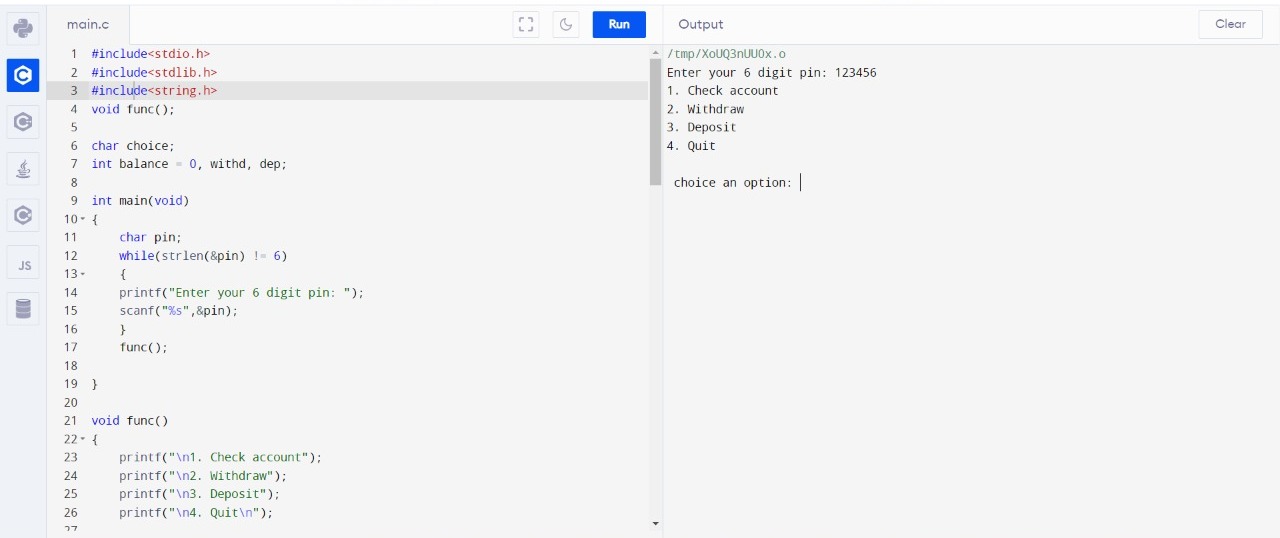 main.c
Run
Output
Clear
JS
1 #include<stdio.h>
2 #include<stdlib.h>
3 #include<string.h>
4 void func();
5
6 char choice;
7 int balance = 0, withd, dep;
8
9 int main(void)
10 {
11     char pin;
12     while(strlen(&pin) != 6)
13     {
14     printf("Enter your 6 digit pin: ");
15     scanf("%s",&pin);
16     }
17     func();
18
19 }
20
21 void func()
22 {
23     printf("\n1. Check account");
24     printf("\n2. Withdraw");
25     printf("\n3. Deposit");
26     printf("\n4. Quit\n");
27
/tmp/XoUQ3nUU0x.o
Enter your 6 digit pin: 123456
1. Check account
2. Withdraw
3. Deposit
4. Quit
choice an option: